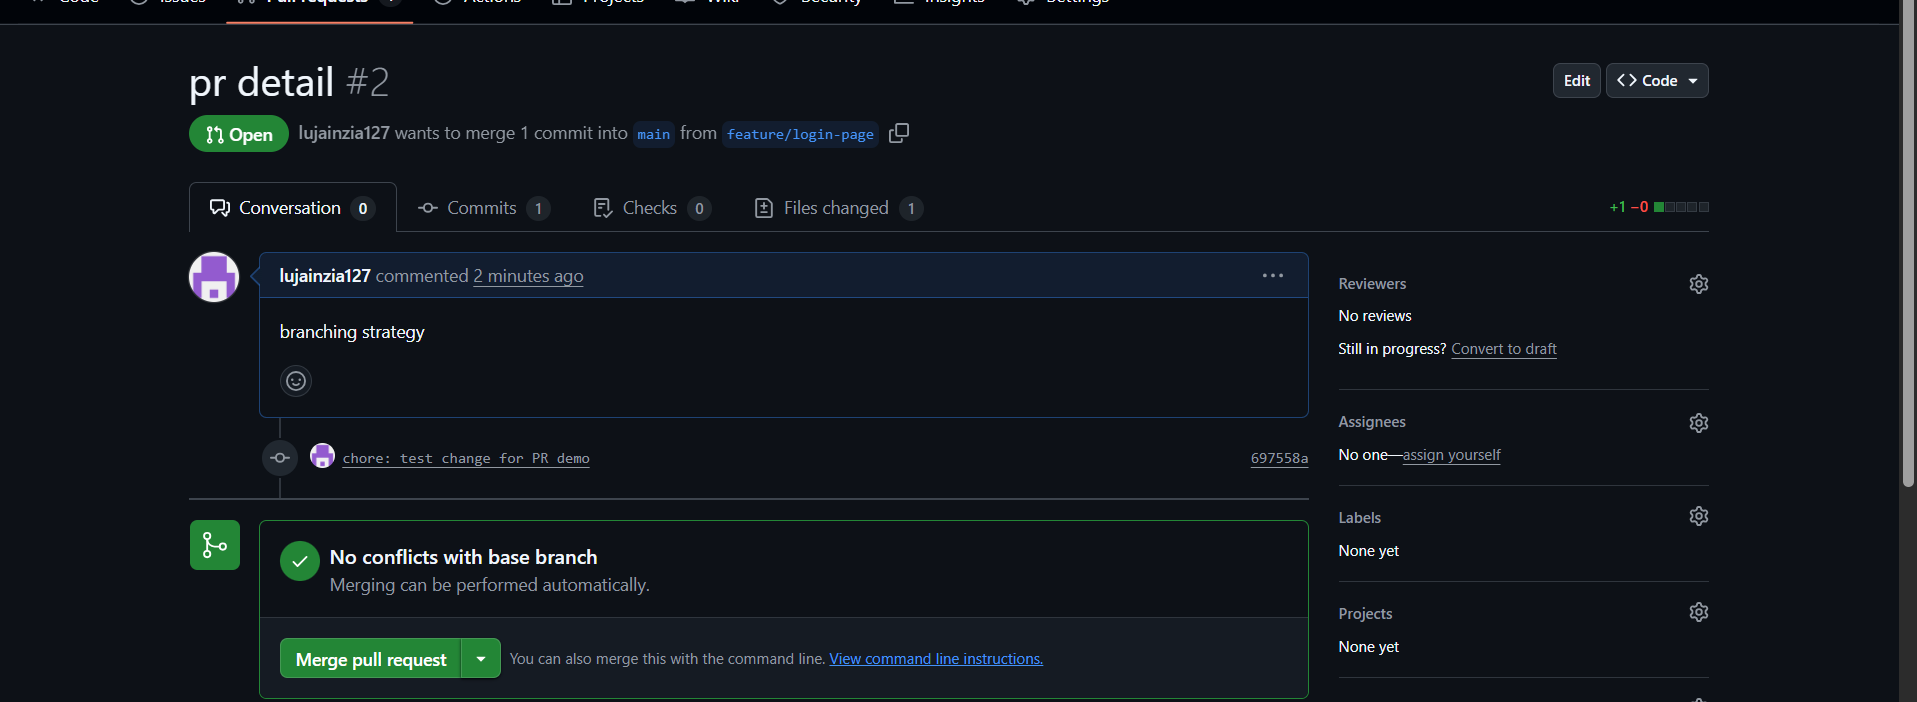 Code Issues Pull requests Actions Projects Wiki Security Insights Settings
pr detail #2
Edit
Code
Open
lujainzia127 wants to merge 1 commit into main from feature/login-page
Conversation 0
Commits 1
Checks 0
Files changed 1
+1 −0
lujainzia127 commented 2 minutes ago
branching strategy
chore: test change for PR demo
697558a
No conflicts with base branch
Merging can be performed automatically.
Merge pull request
You can also merge this with the command line. View command line instructions.
Reviewers
No reviews
Still in progress? Convert to draft
Assignees
No one—assign yourself
Labels
None yet
Projects
None yet